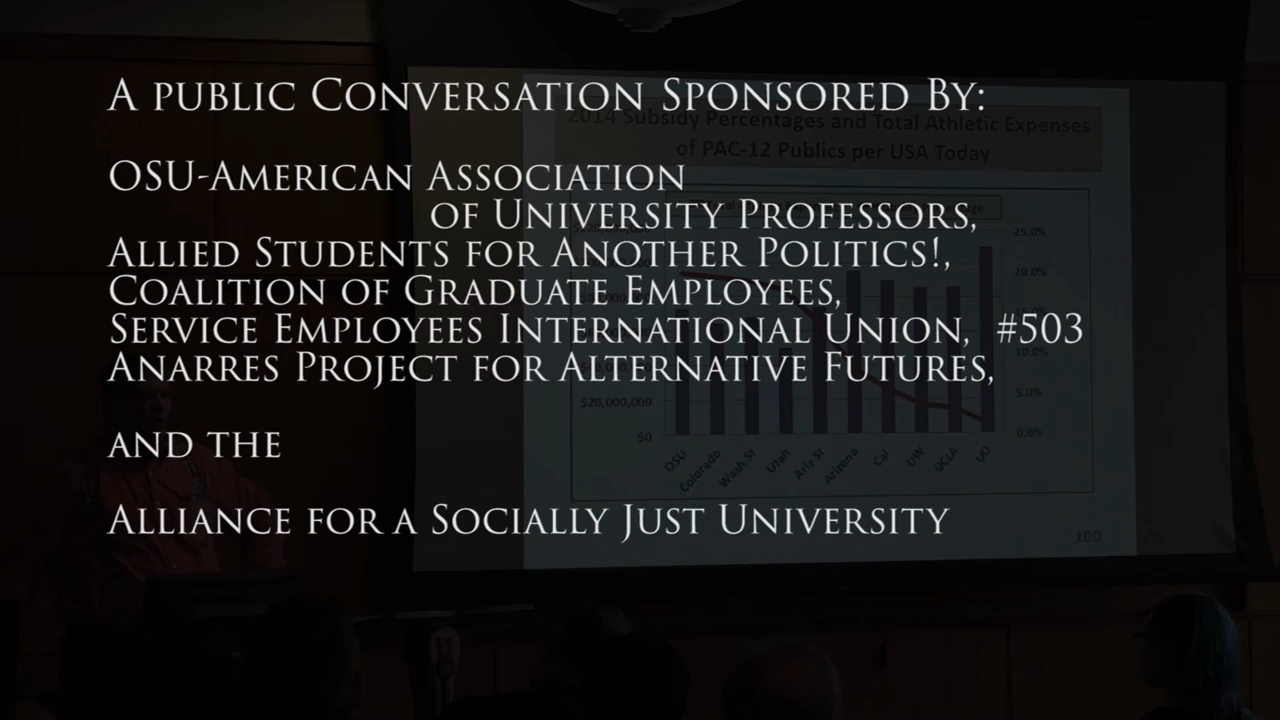 A PUBLIC CONVERSATION SPONSORED BY:
OSU-AMERICAN ASSOCIATION
OF UNIVERSITY PROFESSORS,
ALLIED STUDENTS FOR ANOTHER POLITICS!,
COALITION OF GRADUATE EMPLOYEES,
SERVICE EMPLOYEES INTERNATIONAL UNION, #503
ANARRES PROJECT FOR ALTERNATIVE FUTURES,
AND THE
ALLIANCE FOR A SOCIALLY JUST UNIVERSITY
2014 Subsidy Percentages and Total Athletic Expenses
of PAC-12 Publics per USA Today
25.0%
20.0%
10.0%
5.0%
0.0%
$20,000,000
$0
OSU Colorado Wash St Utah Ariz St Arizona Cal UW UCLA UO
100